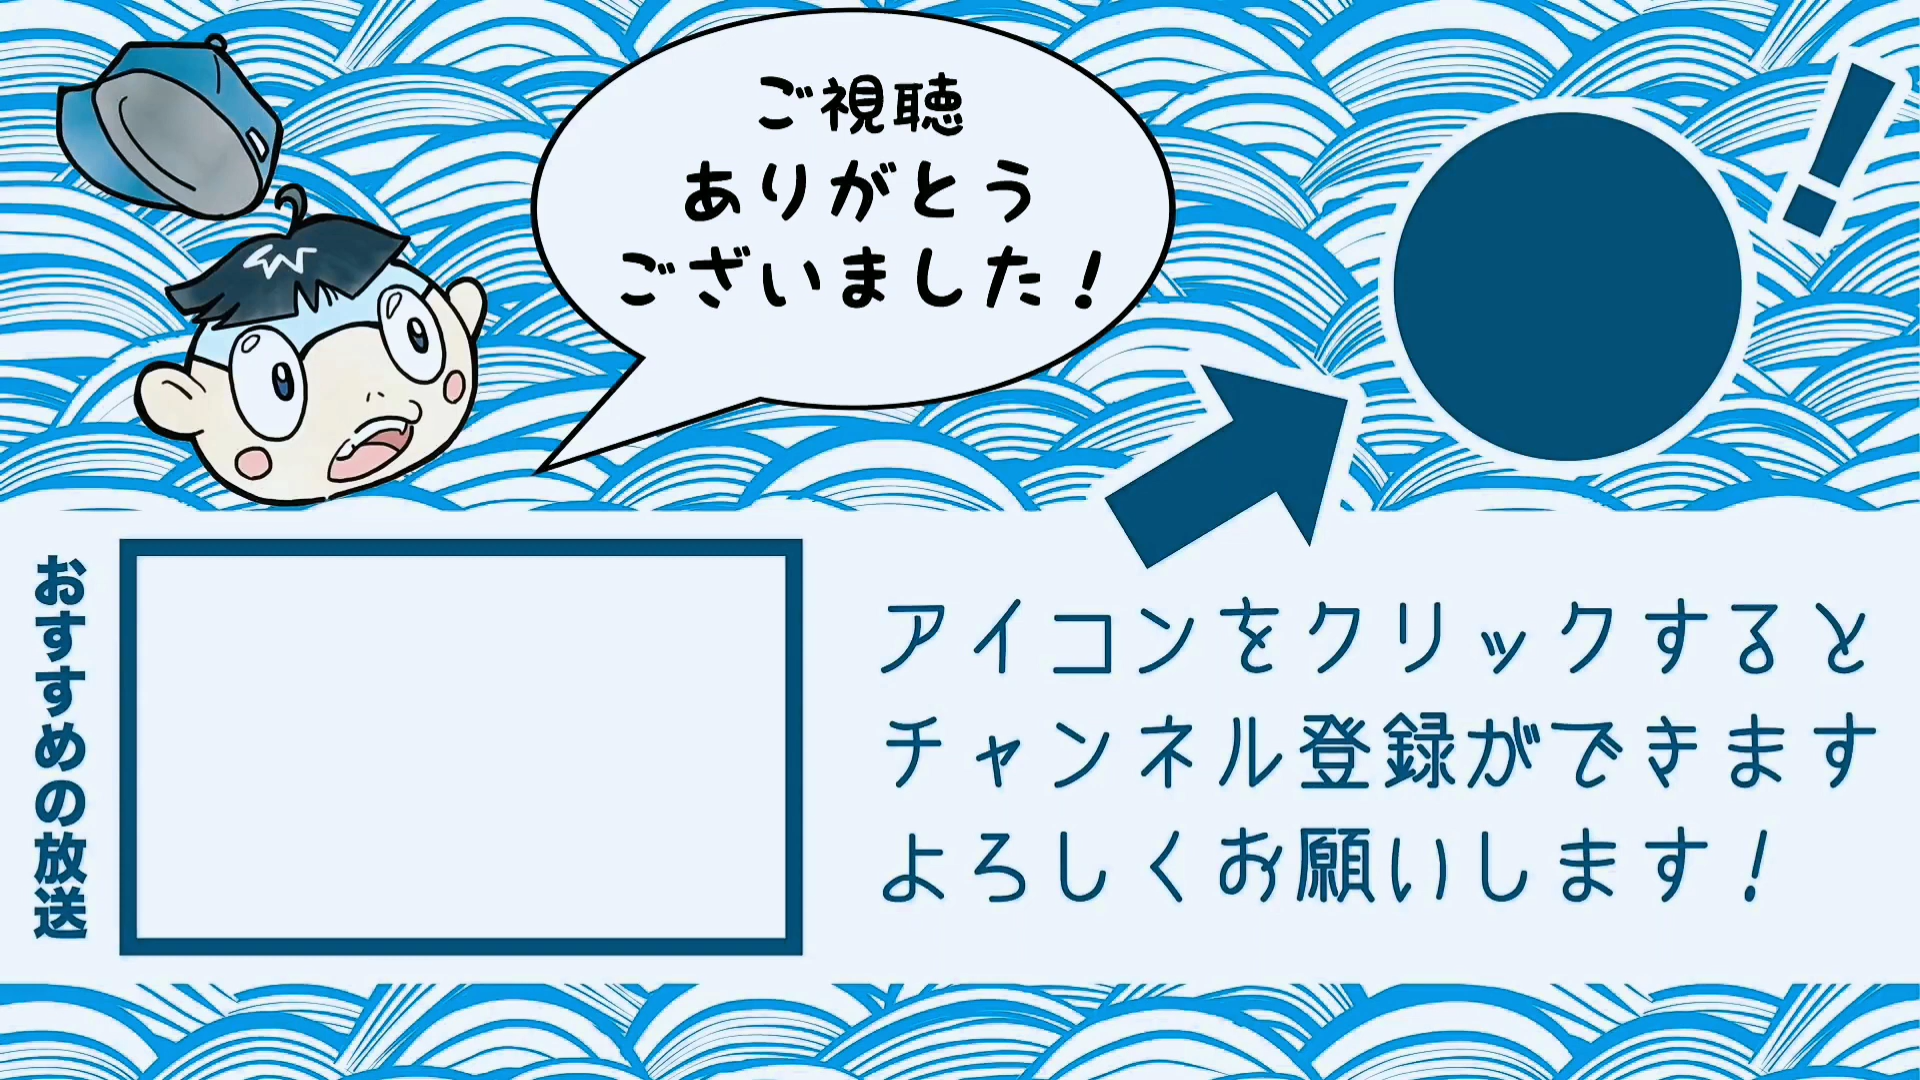 ご視聴
ありがとう
ございました!
おすすめの放送
アイコンをクリックすると
チャンネル登録ができます
よろしくお願いします!